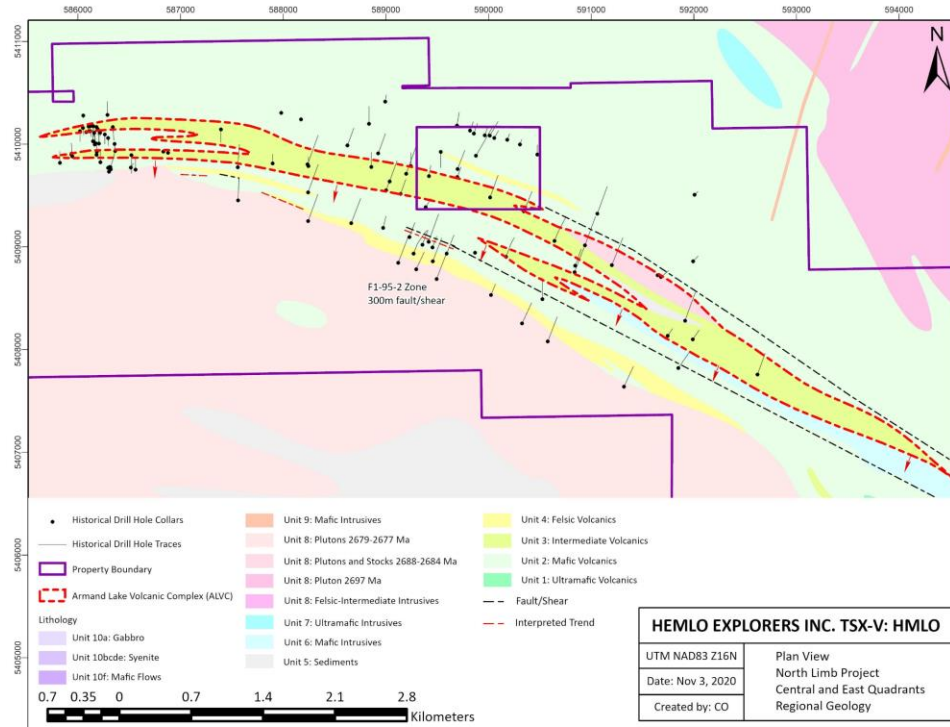 586000 587000 588000 589000 590000 591000 592000 593000 594000
5411000
5410000
5409000
5408000
5407000
5406000
5405000
N
F1-95-2 Zone
300m fault/shear
Historical Drill Hole Collars
Historical Drill Hole Traces
Property Boundary
Armand Lake Volcanic Complex (ALVC)
Lithology
Unit 10a: Gabbro
Unit 10bcde: Syenite
Unit 10f: Mafic Flows
Unit 9: Mafic Intrusives
Unit 8: Plutons 2679-2677 Ma
Unit 8: Plutons and Stocks 2688-2684 Ma
Unit 8: Pluton 2697 Ma
Unit 8: Felsic-Intermediate Intrusives
Unit 7: Ultramafic Intrusives
Unit 6: Mafic Intrusives
Unit 5: Sediments
Unit 4: Felsic Volcanics
Unit 3: Intermediate Volcanics
Unit 2: Mafic Volcanics
Unit 1: Ultramafic Volcanics
Fault/Shear
Interpreted Trend
0.7 0.35 0 0.7 1.4 2.1 2.8
Kilometers
HEMLO EXPLORERS INC. TSX-V: HMLO
UTM NAD83 Z16N
Date: Nov 3, 2020
Created by: CO
Plan View
North Limb Project
Central and East Quadrants
Regional Geology